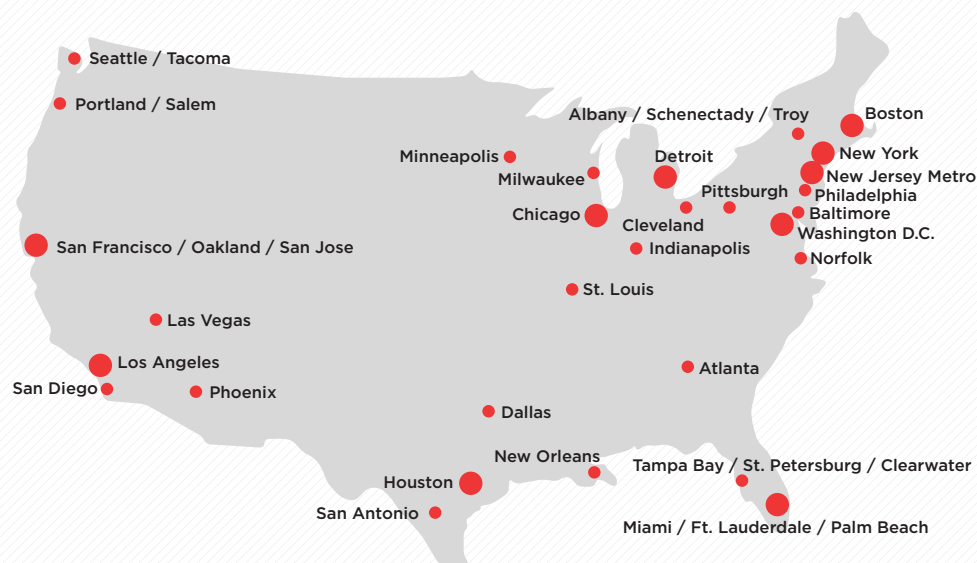 Seattle / Tacoma
Portland / Salem
Albany / Schenectady / Troy
Boston
New York
Minneapolis
Detroit
Milwaukee
New Jersey Metro
Pittsburgh
Philadelphia
Chicago
Cleveland
Baltimore
Washington D.C.
San Francisco / Oakland / San Jose
Indianapolis
Norfolk
St. Louis
Las Vegas
Los Angeles
Atlanta
San Diego
Phoenix
Dallas
New Orleans
Tampa Bay / St. Petersburg / Clearwater
Houston
San Antonio
Miami / Ft. Lauderdale / Palm Beach